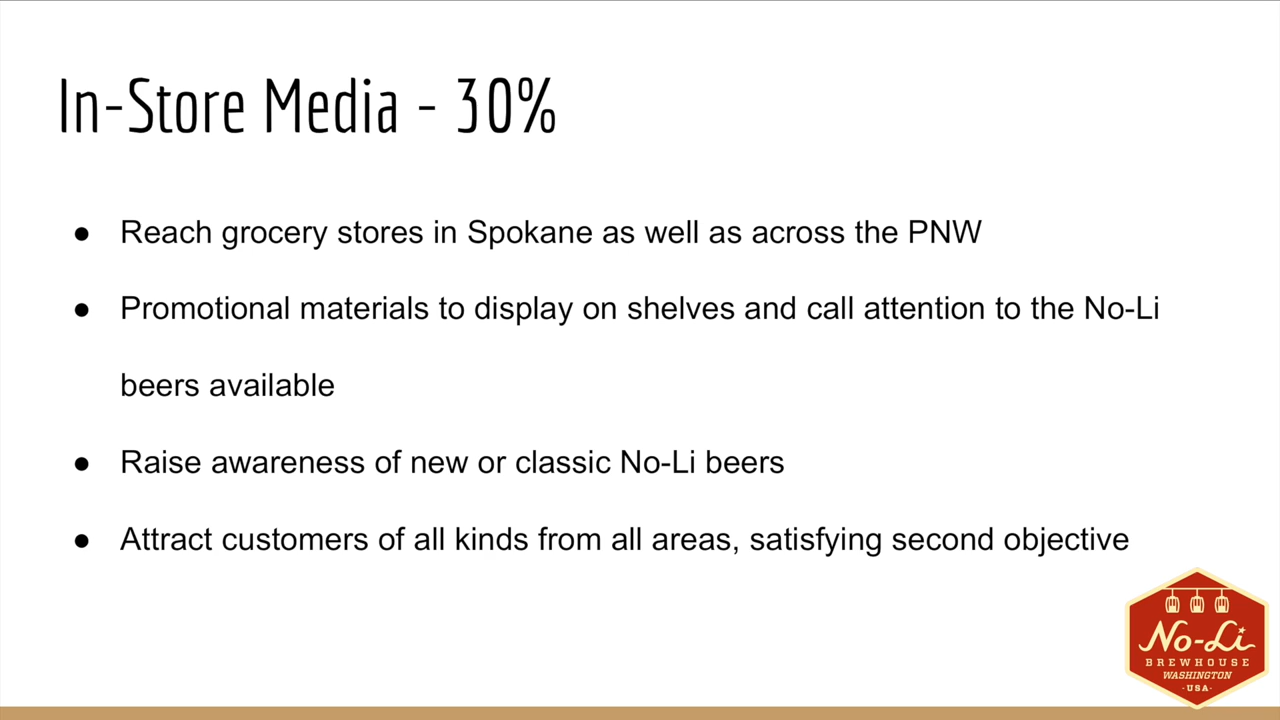 In-Store Media - 30%
● Reach grocery stores in Spokane as well as across the PNW
● Promotional materials to display on shelves and call attention to the No-Li
beers available
● Raise awareness of new or classic No-Li beers
● Attract customers of all kinds from all areas, satisfying second objective
No-Li
BREWHOUSE
WASHINGTON
-USA-